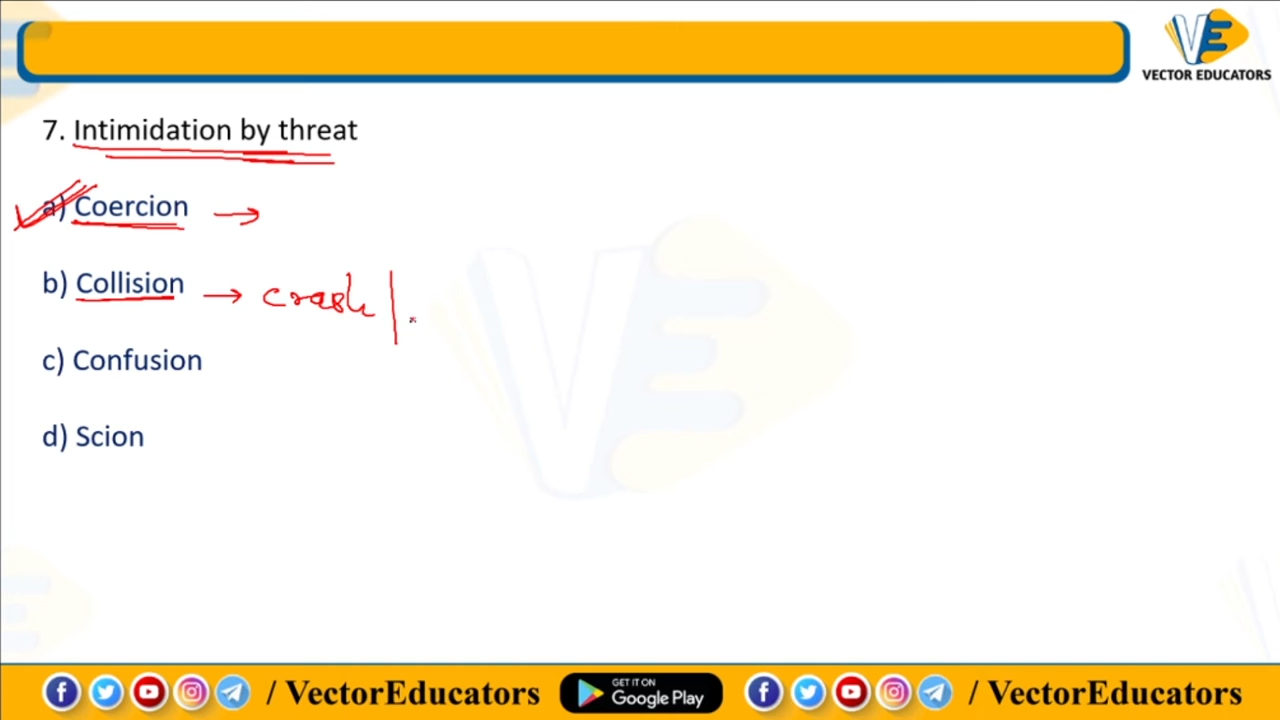 VECTOR EDUCATORS
7. Intimidation by threat
a) Coercion →
b) Collision → crash |
c) Confusion
d) Scion
/ VectorEducators GET IT ON Google Play / VectorEducators